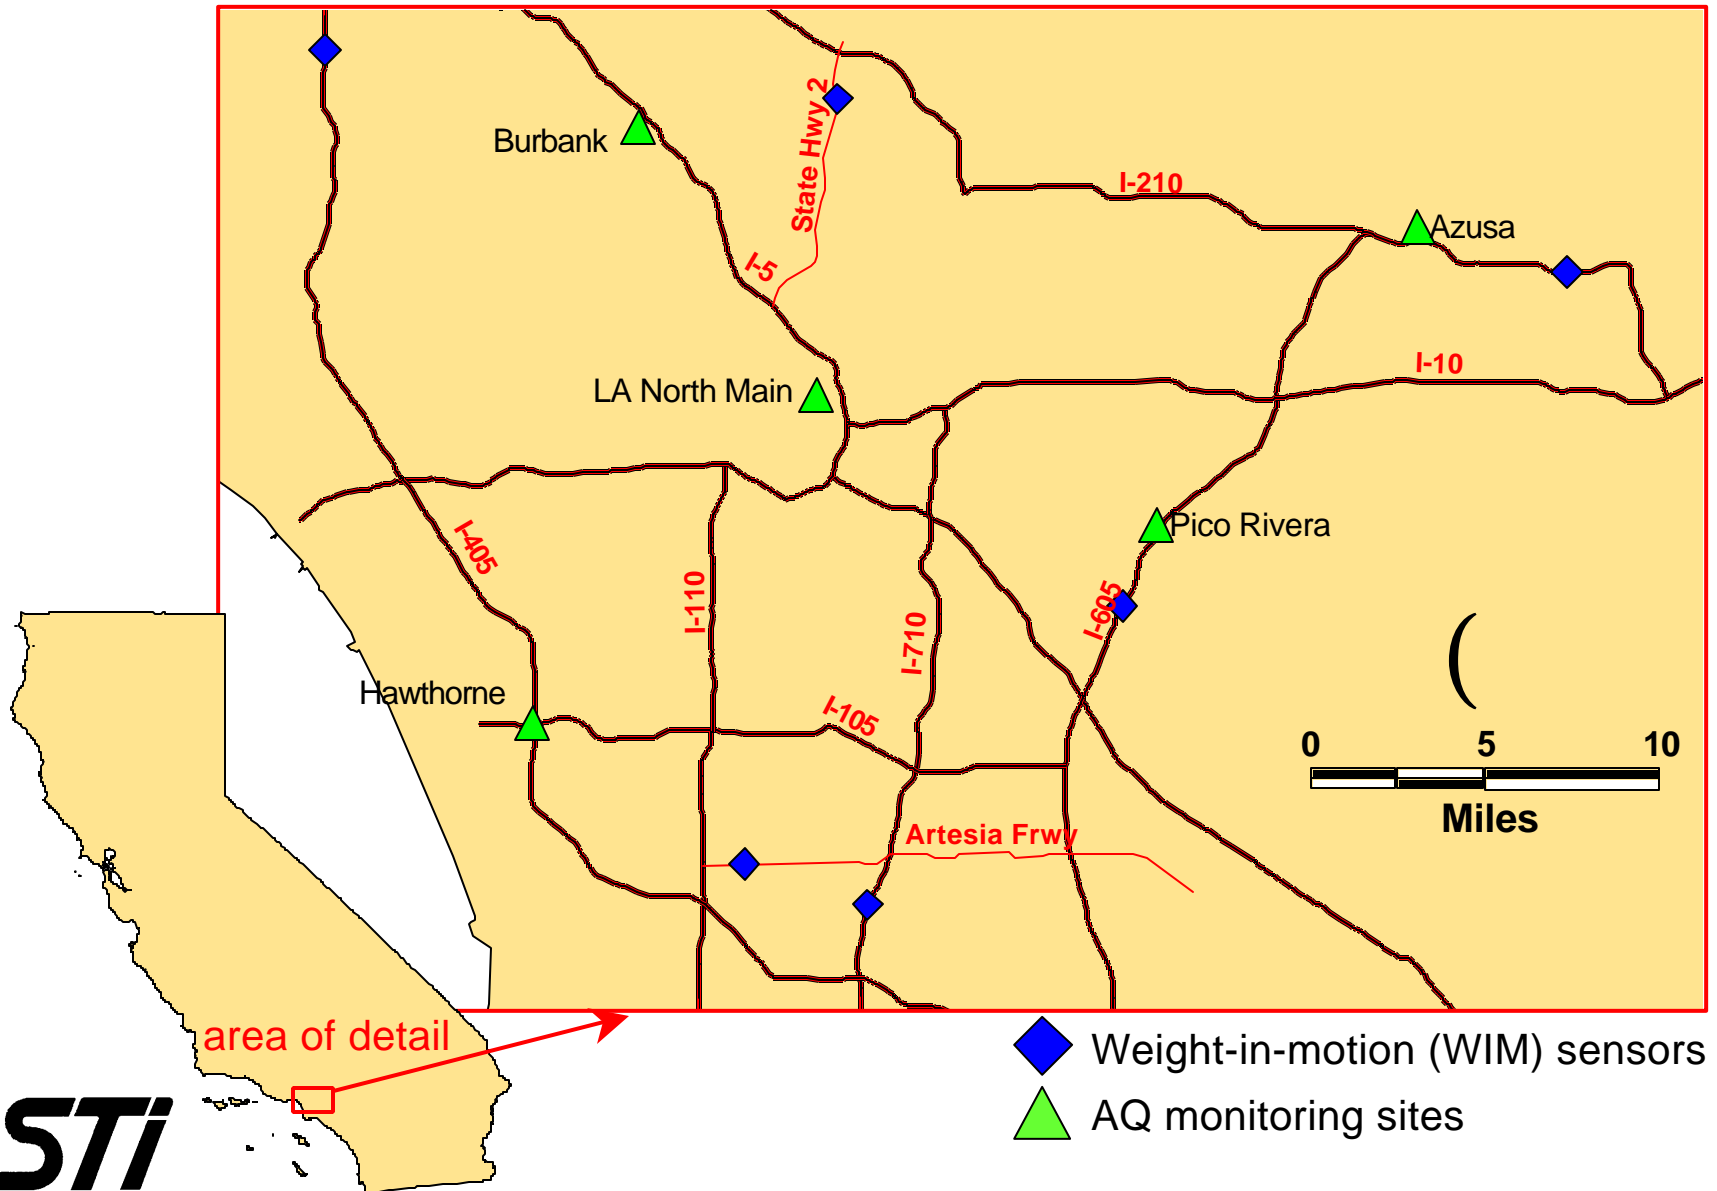 Burbank
State Hwy 2
I-210
Azusa
I-5
I-10
LA North Main
I-405
Pico Rivera
I-110
I-710
I-605
Hawthorne
I-105
0 5 10
Miles
Artesia Frwy
area of detail
Weight-in-motion (WIM) sensors
AQ monitoring sites
STi